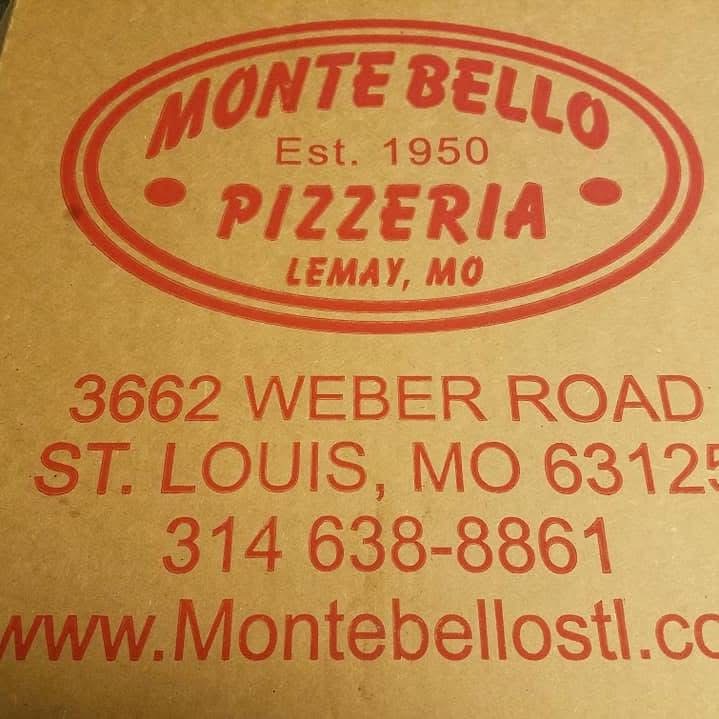 MONTE BELLO
Est. 1950
PIZZERIA
LEMAY, MO
3662 WEBER ROAD
ST. LOUIS, MO 63125
314 638-8861
www.Montebellostl.co